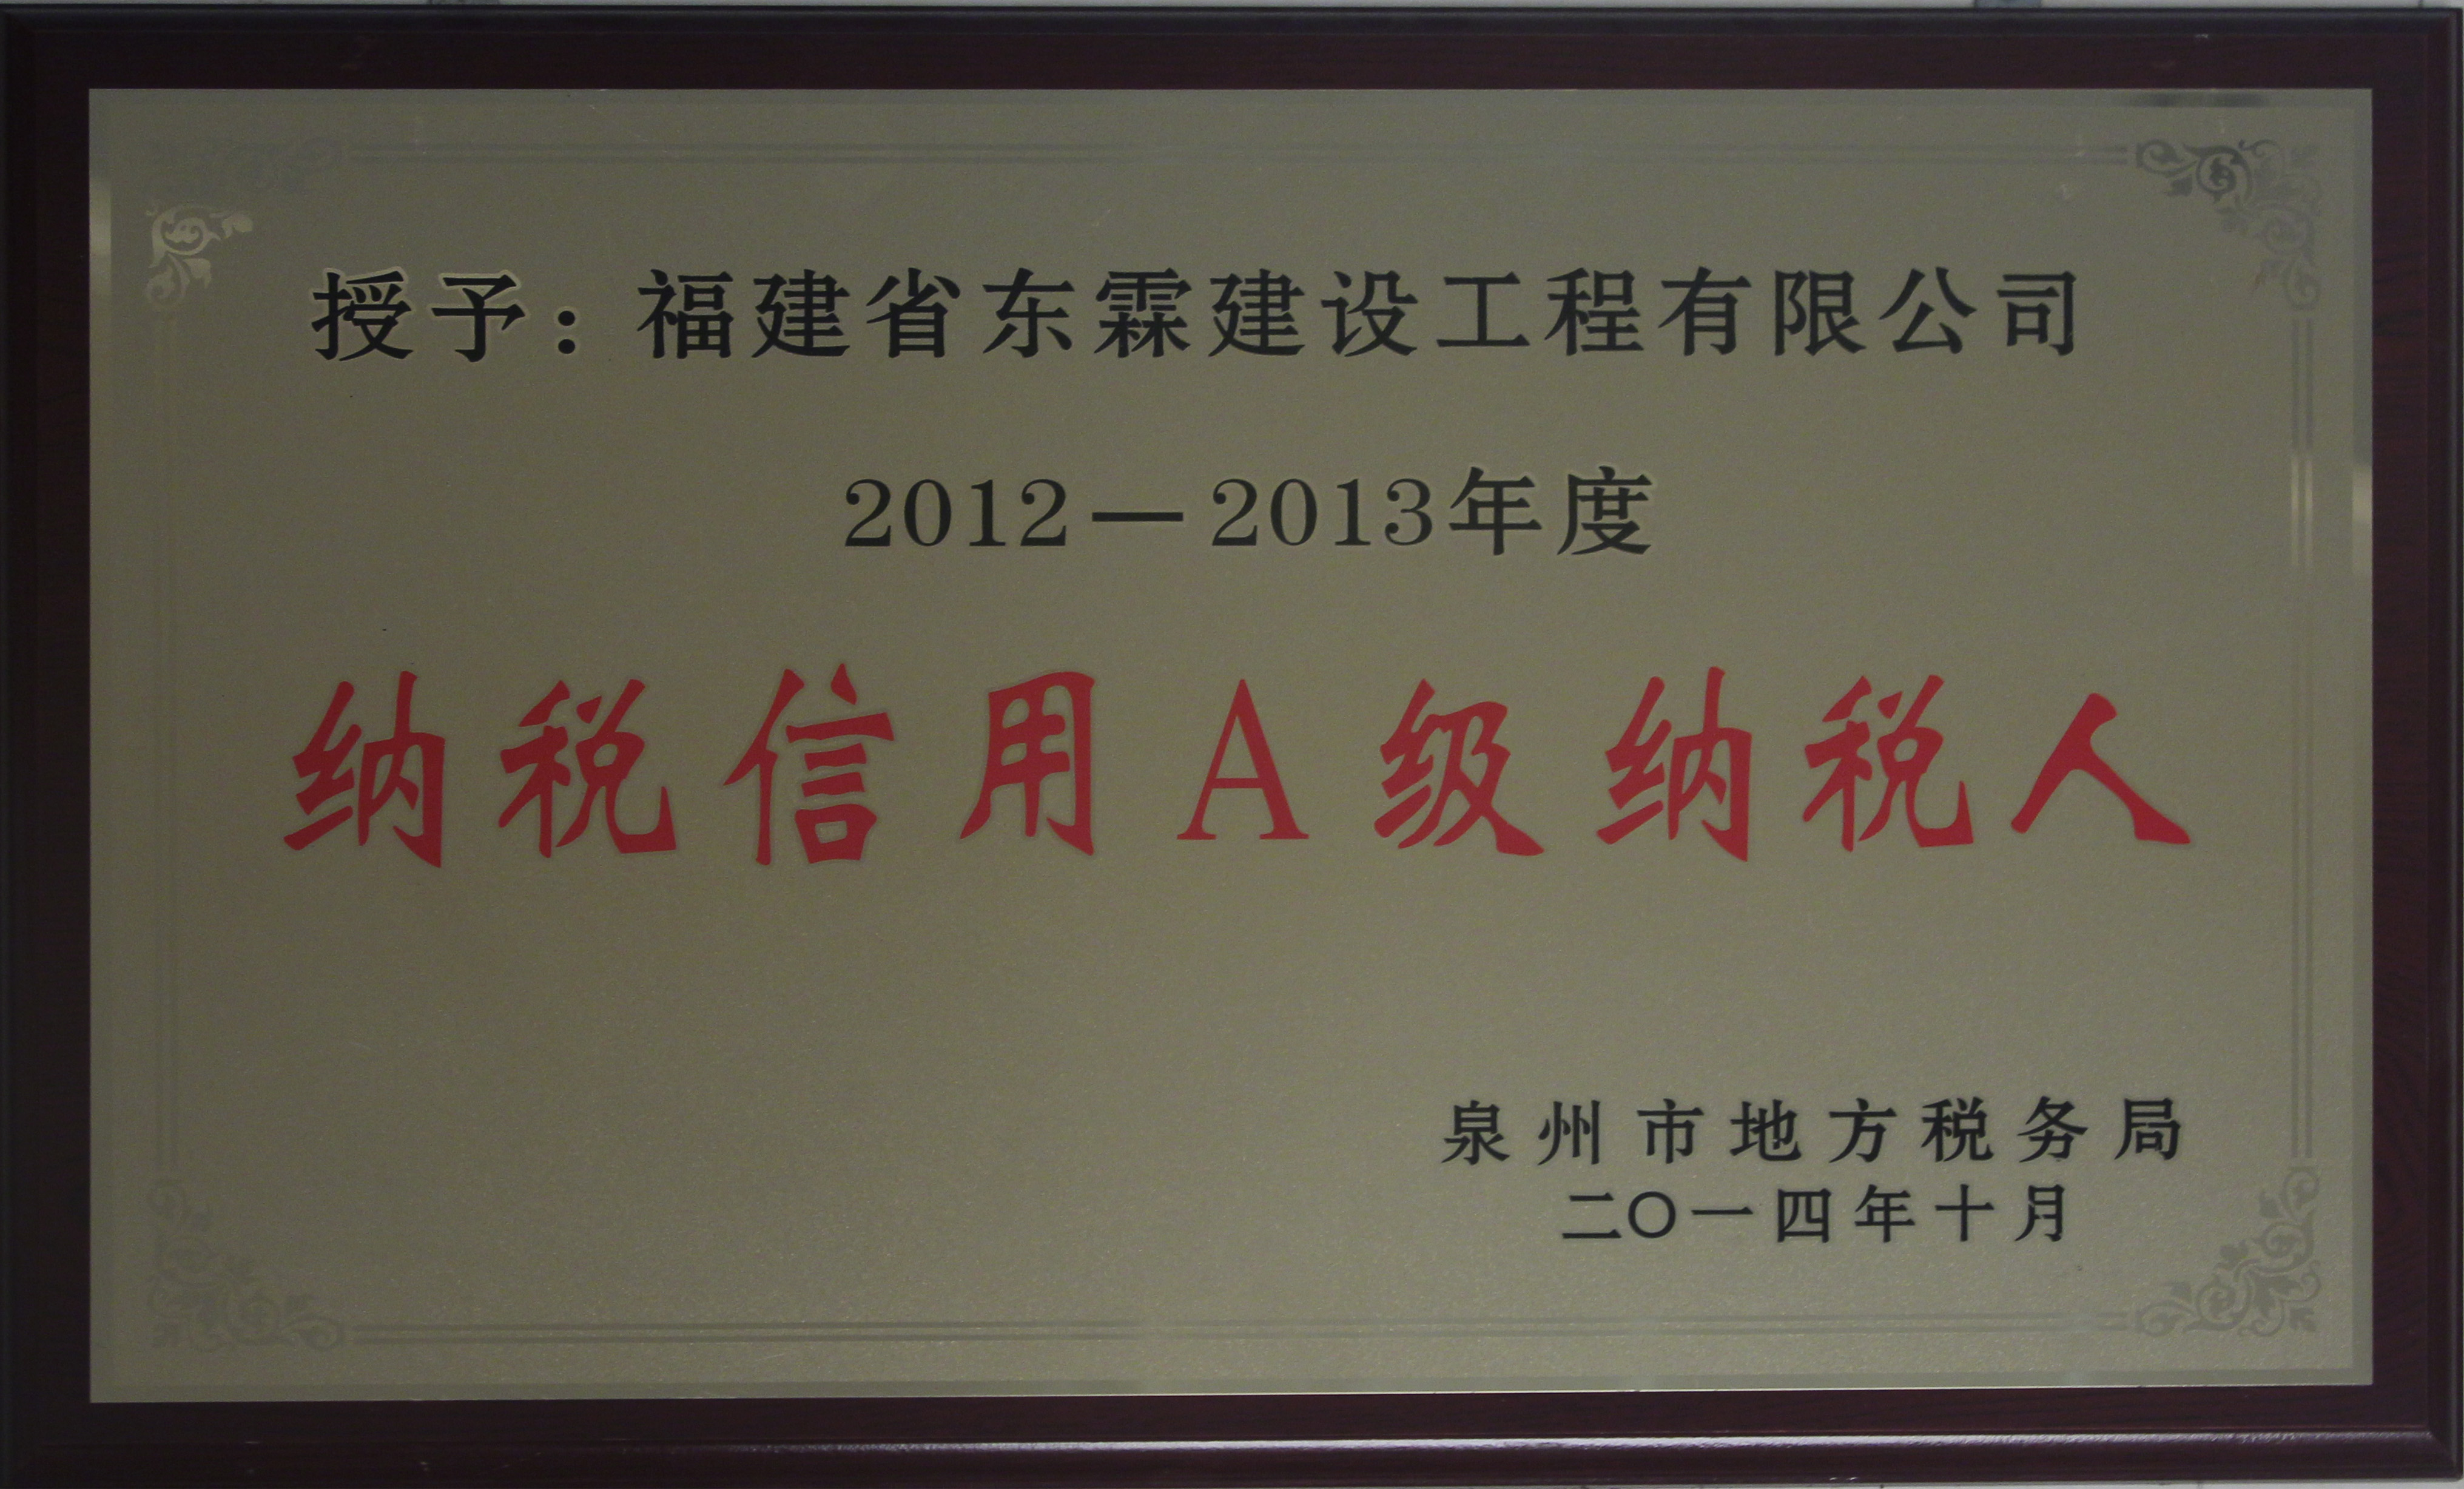 授予：福建省东霖建设工程有限公司
2012—2013年度
纳税信用A级纳税人
泉州市地方税务局
二〇一四年十月